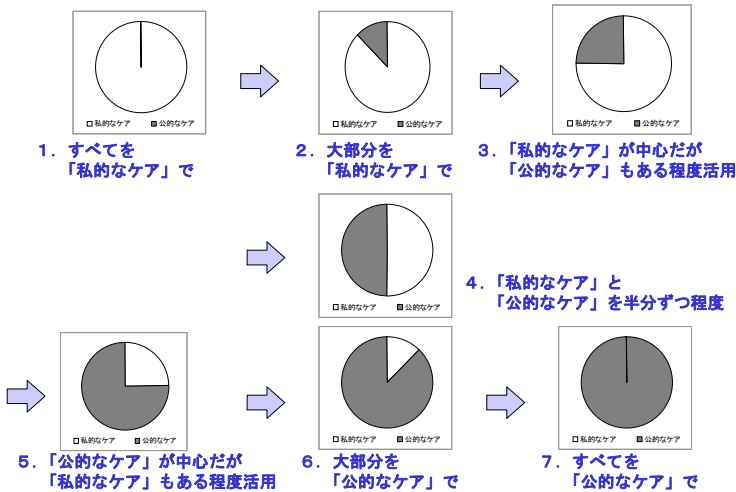 □私的なケア ■公的なケア
１．すべてを
「私的なケア」で
□私的なケア ■公的なケア
２．大部分を
「私的なケア」で
□私的なケア ■公的なケア
３．「私的なケア」が中心だが
「公的なケア」もある程度活用
□私的なケア ■公的なケア
４．「私的なケア」と
「公的なケア」を半分ずつ程度
□私的なケア ■公的なケア
５．「公的なケア」が中心だが
「私的なケア」もある程度活用
□私的なケア ■公的なケア
６．大部分を
「公的なケア」で
□私的なケア ■公的なケア
７．すべてを
「公的なケア」で